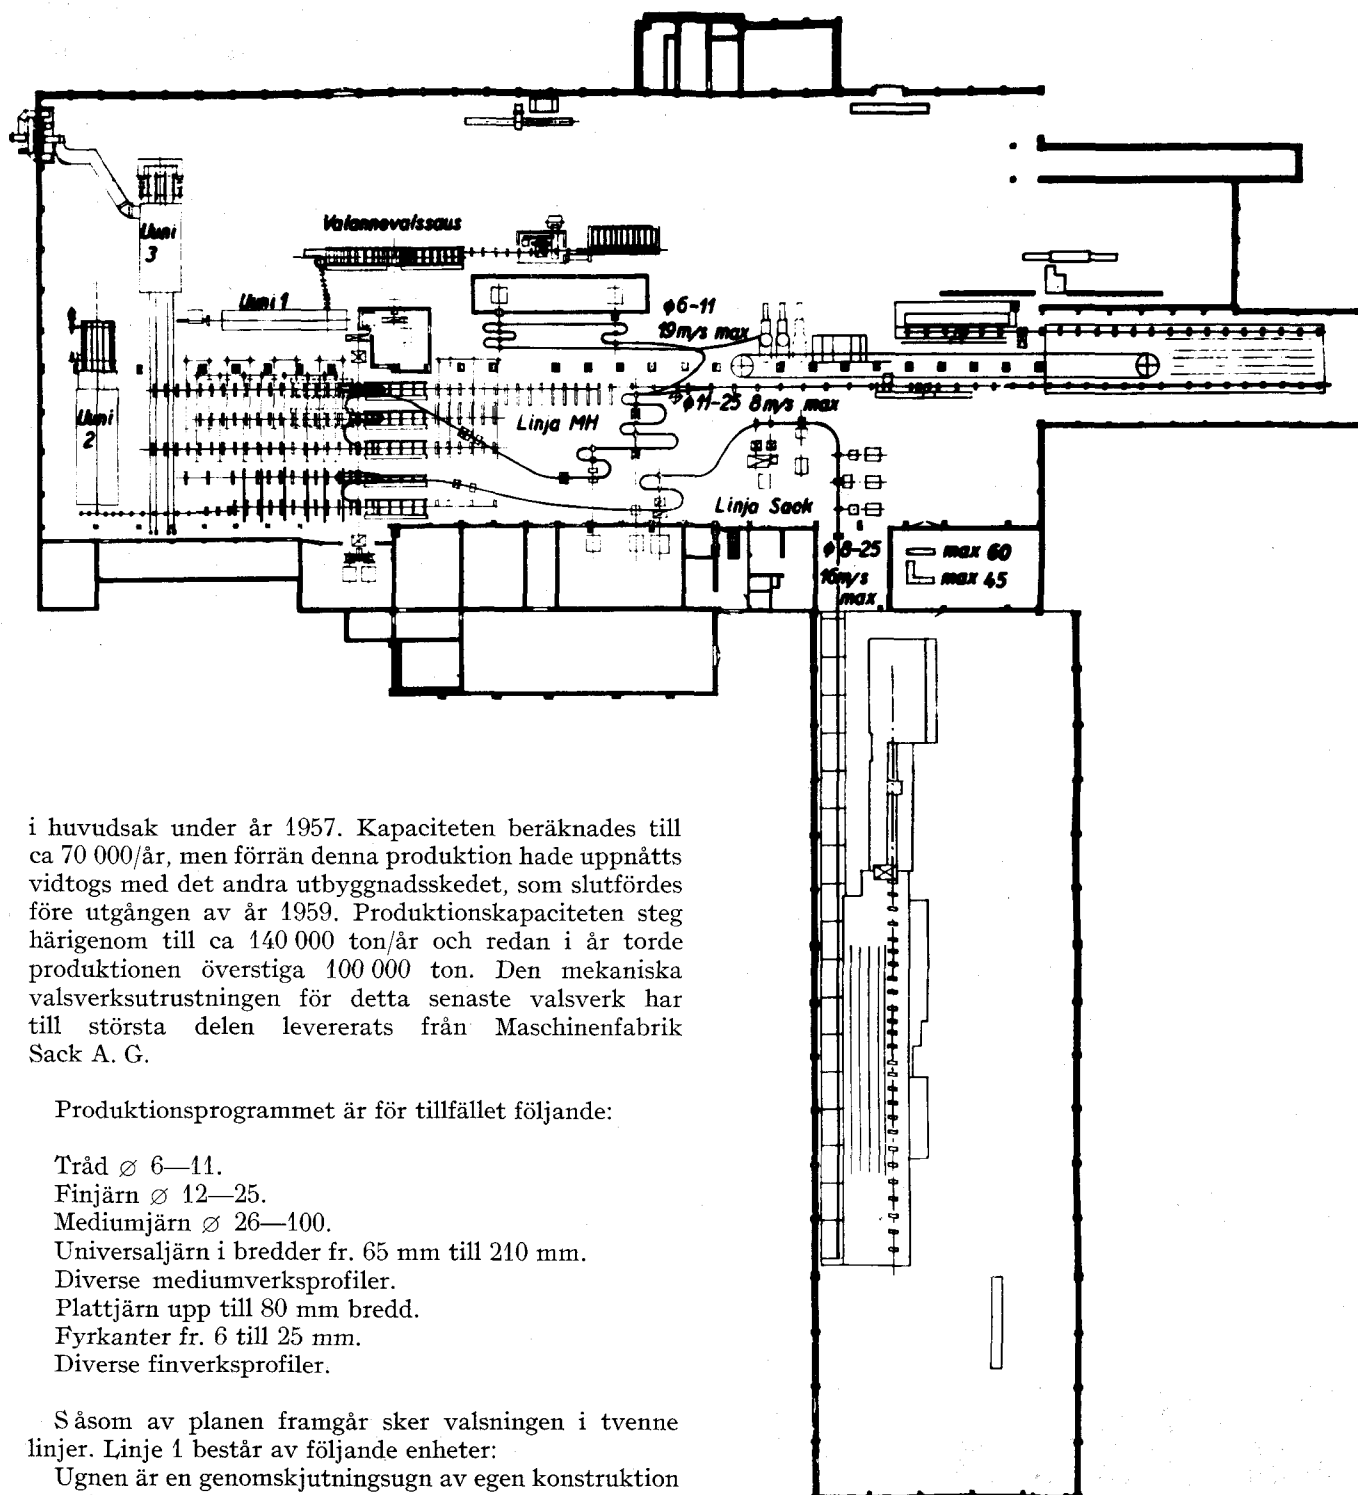 Uuni
3
Valannevalssaus
Uuni 1
ø6-11
19m/s max
Uuni
2
Linja MH
ø11-25 8m/s max
Linja Sack
ø8-25
16m/s
max
max 60
max 45
i huvudsak under år 1957. Kapaciteten beräknades till
ca 70 000/år, men förrän denna produktion hade uppnåtts
vidtogs med det andra utbyggnadsskedet, som slutfördes
före utgången av år 1959. Produktionskapaciteten steg
härigenom till ca 140 000 ton/år och redan i år torde
produktionen överstiga 100 000 ton. Den mekaniska
valsverksutrustningen för detta senaste valsverk har
till största delen levererats från Maschinenfabrik
Sack A. G.
Produktionsprogrammet är för tillfället följande:
Tråd ∅ 6—11.
Finjärn ∅ 12—25.
Mediumjärn ∅ 26—100.
Universaljärn i bredder fr. 65 mm till 210 mm.
Diverse mediumverksprofiler.
Plattjärn upp till 80 mm bredd.
Fyrkanter fr. 6 till 25 mm.
Diverse finverksprofiler.
Såsom av planen framgår sker valsningen i tvenne
linjer. Linje 1 består av följande enheter:
Ugnen är en genomskjutningsugn av egen konstruktion